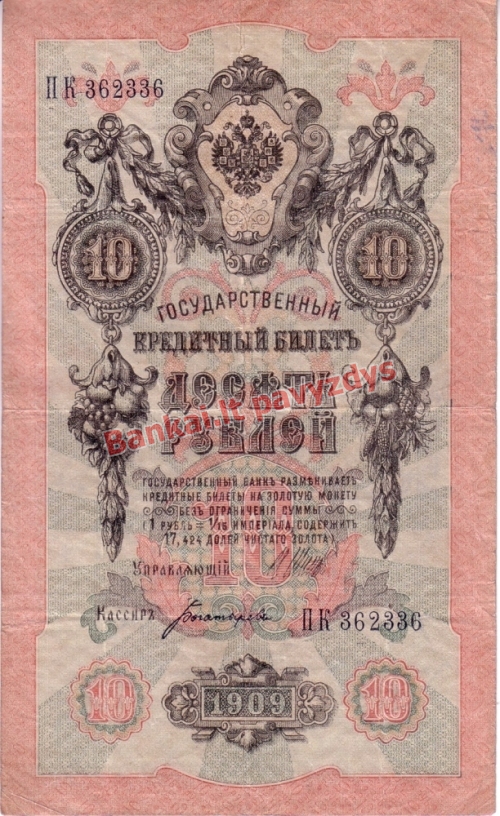 ПК 362336
10 10
ГОСУДАРСТВЕННЫЙ
КРЕДИТНЫЙ БИЛЕТЪ
ДЕСЯТЬ
Bankai.lt pavyzdys
РУБЛЕЙ
ГОСУДАРСТВЕННЫЙ БАНКЪ РАЗМѢНИВАЕТЪ
КРЕДИТНЫЕ БИЛЕТЫ НА ЗОЛОТУЮ МОНЕТУ
БЕЗЪ ОГРАНИЧЕНІЯ СУММЫ
(1 РУБЛЬ = 1/15 ИМПЕРІАЛА, СОДЕРЖИТЪ
17,424 ДОЛЕЙ ЧИСТАГО ЗОЛОТА)
10
Управляющій
Кассиръ
ПК 362336
10 1909 10